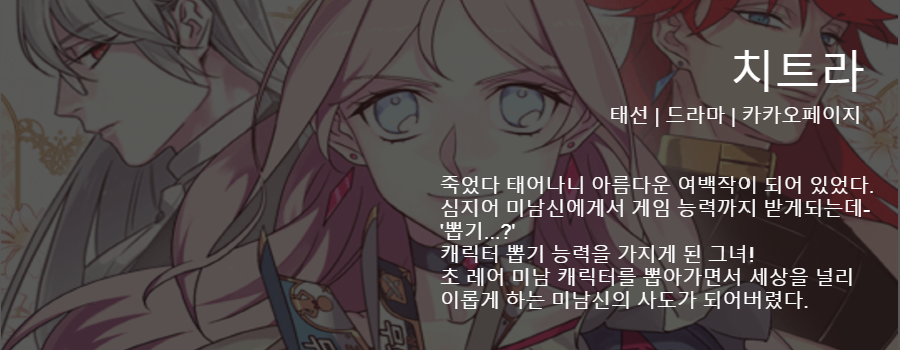 치트라
태선 | 드라마 | 카카오페이지
죽었다 태어나니 아름다운 여백작이 되어 있었다.
심지어 미남신에게서 게임 능력까지 받게되는데-
'뽑기...?'
캐릭터 뽑기 능력을 가지게 된 그녀!
초 레어 미남 캐릭터를 뽑아가면서 세상을 널리
이롭게 하는 미남신의 사도가 되어버렸다.